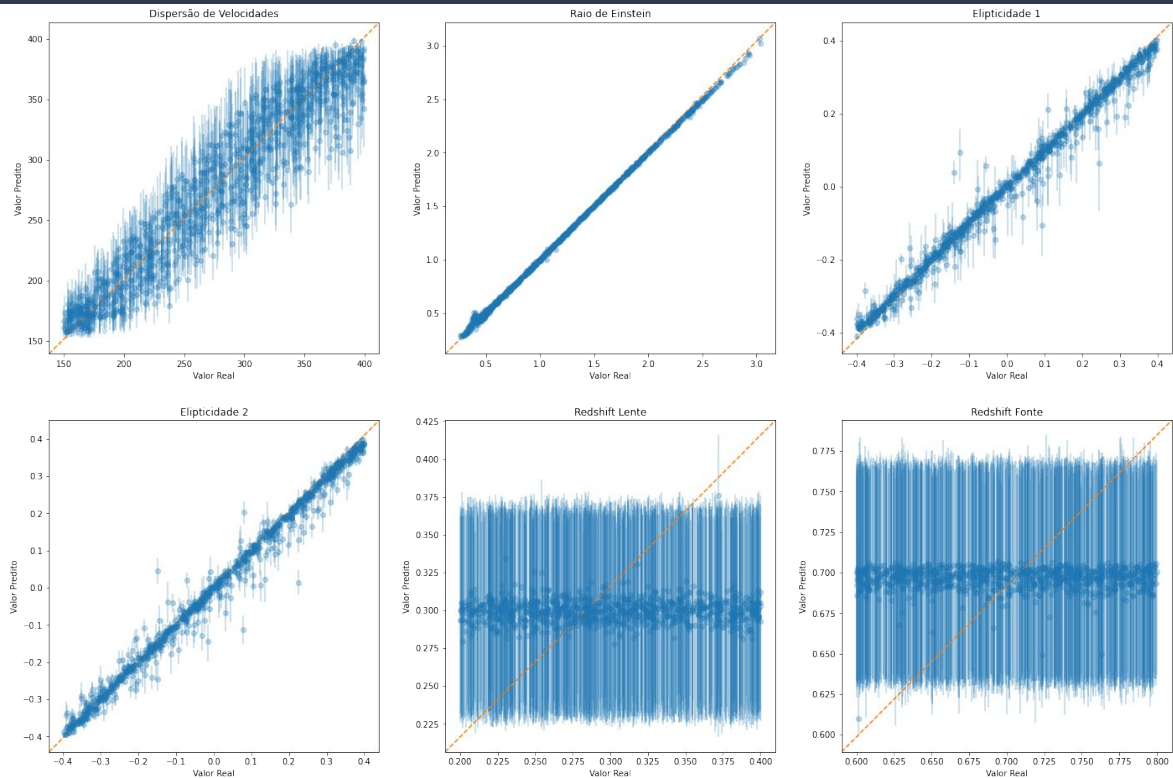 Dispersão de Velocidades
400
350
300
250
200
150
Valor Predito
150 200 250 300 350 400
Valor Real
Raio de Einstein
3.0
2.5
2.0
1.5
1.0
0.5
Valor Predito
0.5 1.0 1.5 2.0 2.5 3.0
Valor Real
Elipticidade 1
0.4
0.2
0.0
−0.2
−0.4
Valor Predito
−0.4 −0.3 −0.2 −0.1 0.0 0.1 0.2 0.3 0.4
Valor Real
Elipticidade 2
0.4
0.3
0.2
0.1
0.0
−0.1
−0.2
−0.3
−0.4
Valor Predito
−0.4 −0.3 −0.2 −0.1 0.0 0.1 0.2 0.3 0.4
Valor Real
Redshift Lente
0.425
0.400
0.375
0.350
0.325
0.300
0.275
0.250
0.225
Valor Predito
0.200 0.225 0.250 0.275 0.300 0.325 0.350 0.375 0.400
Valor Real
Redshift Fonte
0.775
0.750
0.725
0.700
0.675
0.650
0.625
0.600
Valor Predito
0.600 0.625 0.650 0.675 0.700 0.725 0.750 0.775 0.800
Valor Real